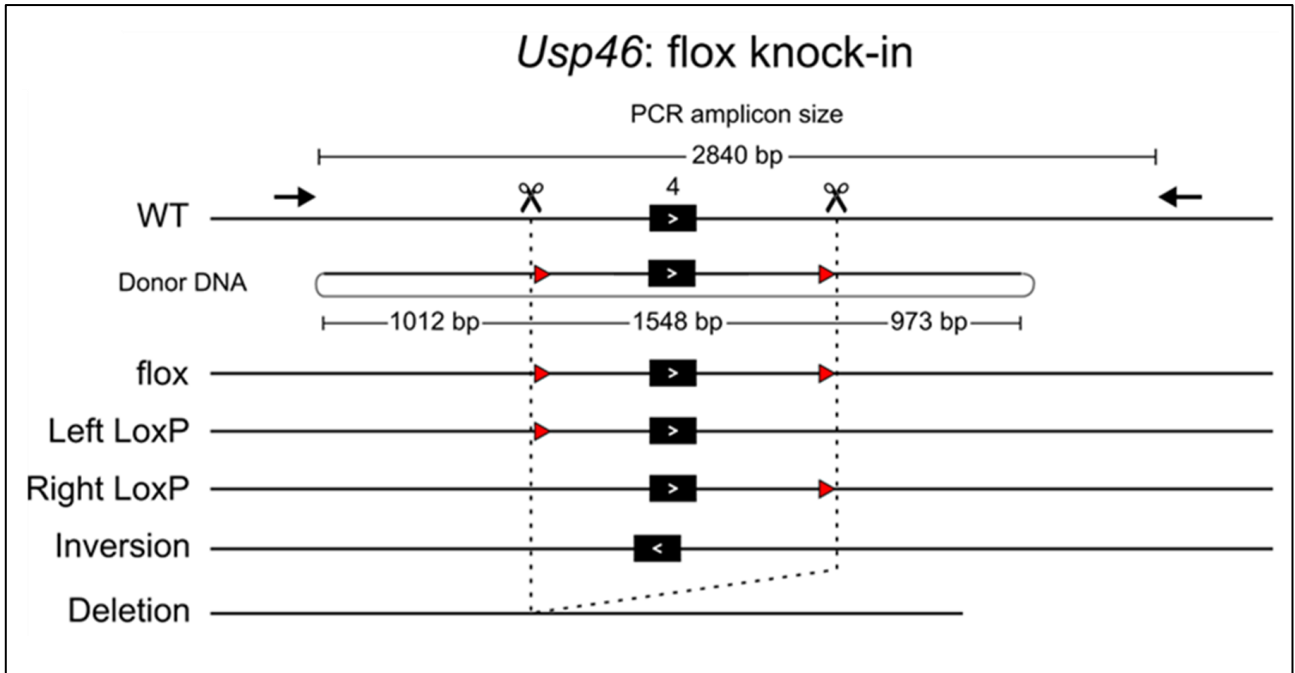 Usp46: flox knock-in
PCR amplicon size
2840 bp
4
WT
>
Donor DNA
>
1012 bp 1548 bp 973 bp
flox
>
Left LoxP
>
Right LoxP
>
Inversion
<
Deletion